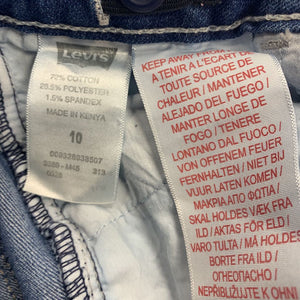 Levi's
72% COTTON
26.5% POLYESTER
1.5% SPANDEX
MADE IN KENYA
10
313
KEEP AWAY FROM
A TENIR A L'ÉCART DE
TOUTE SOURCE DE
CHALEUR / MANTENER
ALEJADO DEL FUEGO /
MANTER LONGE DE
FOGO / TENERE
LONTANO DAL FUOCO /
VON OFFENEM FEUER
FERNHALTEN / NIET BIJ
VUUR LATEN KOMEN /
ΜΑΚΡΙΑ ΑΠΟ ΦΩΤΙΑ /
SKAL HOLDES VÆK FRA
ILD / AKTAS FÖR ELD /
VARO TULTA / MÅ HOLDES
BORTE FRA ILD /
ОГНЕОПАСНО /
NEPŘIBLIŽUJTE K OHNI